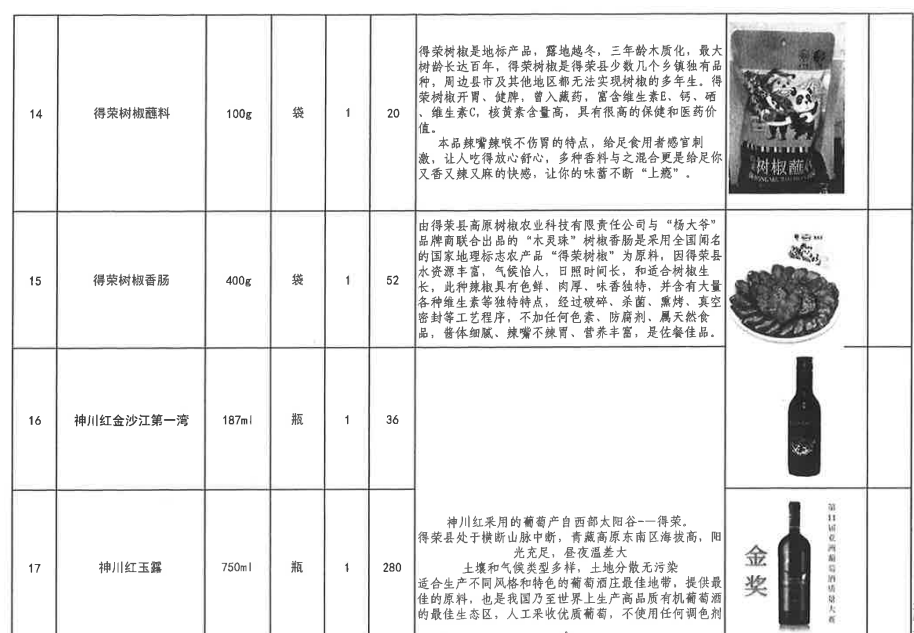 14
得荣树椒蘸料
100g
袋
1
20
得荣树椒是地标产品，露地越冬，三年龄木质化，最大
树龄长达百年，得荣树椒是得荣县少数几个乡镇独有品
种，周边县市及其他地区都无法实现树椒的多年生。得
荣树椒开胃、健脾，曾入藏药，富含维生素E、钙、硒
、维生素C，核黄素含量高，具有很高的保健和医药价
值。
本品辣嘴辣喉不伤胃的特点，给足食用者感官刺
激，让人吃得放心舒心，多种香料与之混合更是给足你
又香又辣又麻的快感，让你的味蕾不断“上瘾”。
树椒蘸
15
得荣树椒香肠
400g
袋
1
52
由得荣县高原树椒农业科技有限责任公司与“杨大爷”
品牌商联合出品的“木灵珠”树椒香肠是采用全国闻名
的国家地理标志农产品“得荣树椒”为原料，因得荣县
水资源丰富，气侯怡人，日照时间长，和适合树椒生
长，此种辣椒具有色鲜、肉厚、味香独特，并含有大量
各种维生素等独特特点，经过破碎、杀菌、熏烤、真空
密封等工艺程序，不加任何色素、防腐剂、属天然食
品，酱体细腻、辣嘴不辣胃、营养丰富，是佐餐佳品。
16
神川红金沙江第一湾
187ml
瓶
1
36
17
神川红玉露
750ml
瓶
1
280
神川红采用的葡萄产自西部太阳谷——得荣。
得荣县处于横断山脉中断，青藏高原东南区海拔高，阳
光充足，昼夜温差大
土壤和气侯类型多样，土地分散无污染
适合生产不同风格和特色的葡萄酒庄最佳地带，提供最
佳的原料，也是我国乃至世界上生产高品质有机葡萄酒
的最佳生态区，人工采收优质葡萄，不使用任何调色剂
金奖
第11届亚洲葡萄酒质量大赛